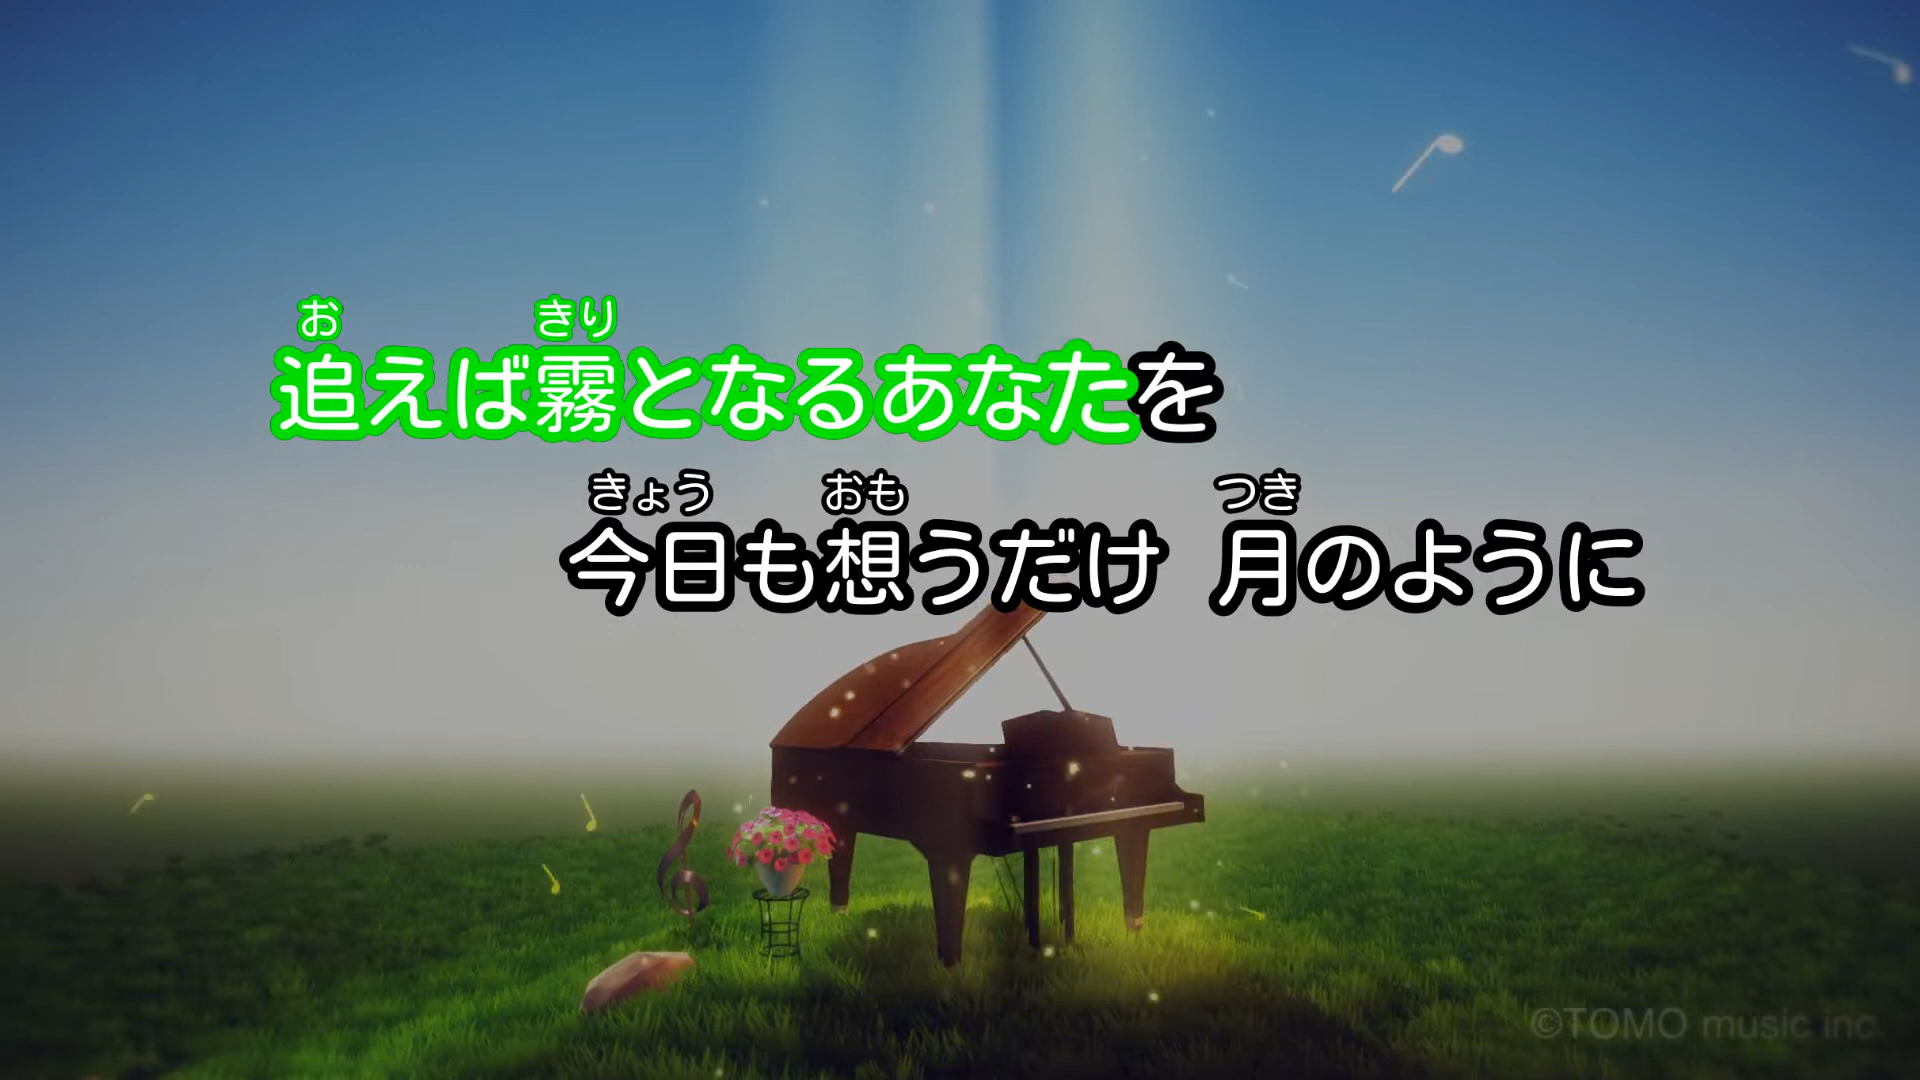 お きり
追えば霧となるあなたを
きょう おも つき
今日も想うだけ 月のように
©TOMO music inc